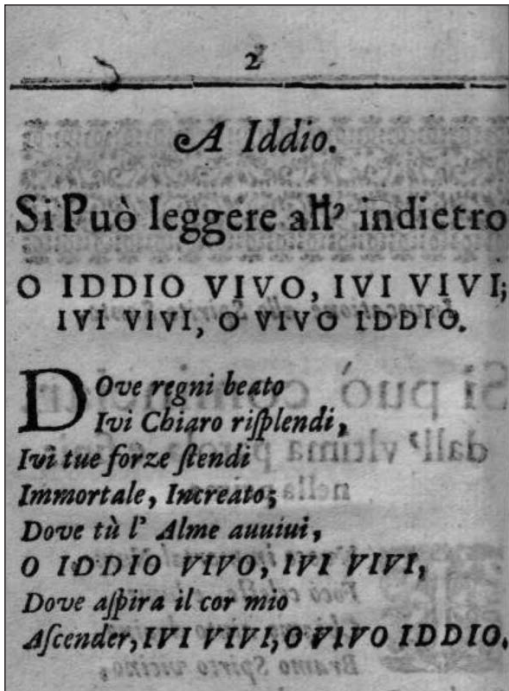 2
A Iddio.
Si Può leggere all' indietro
O IDDIO VIVO, IVI VIVI;
IVI VIVI, O VIVO IDDIO.
DOve regni beato
Ivi Chiaro risplendi,
Ivi tue forze stendi
Immortale, Increato;
Dove tù l' Alme auuiui,
O IDDIO VIVO, IVI VIVI,
Dove aspira il cor mio
Ascender, IVI VIVI, O VIVO IDDIO.